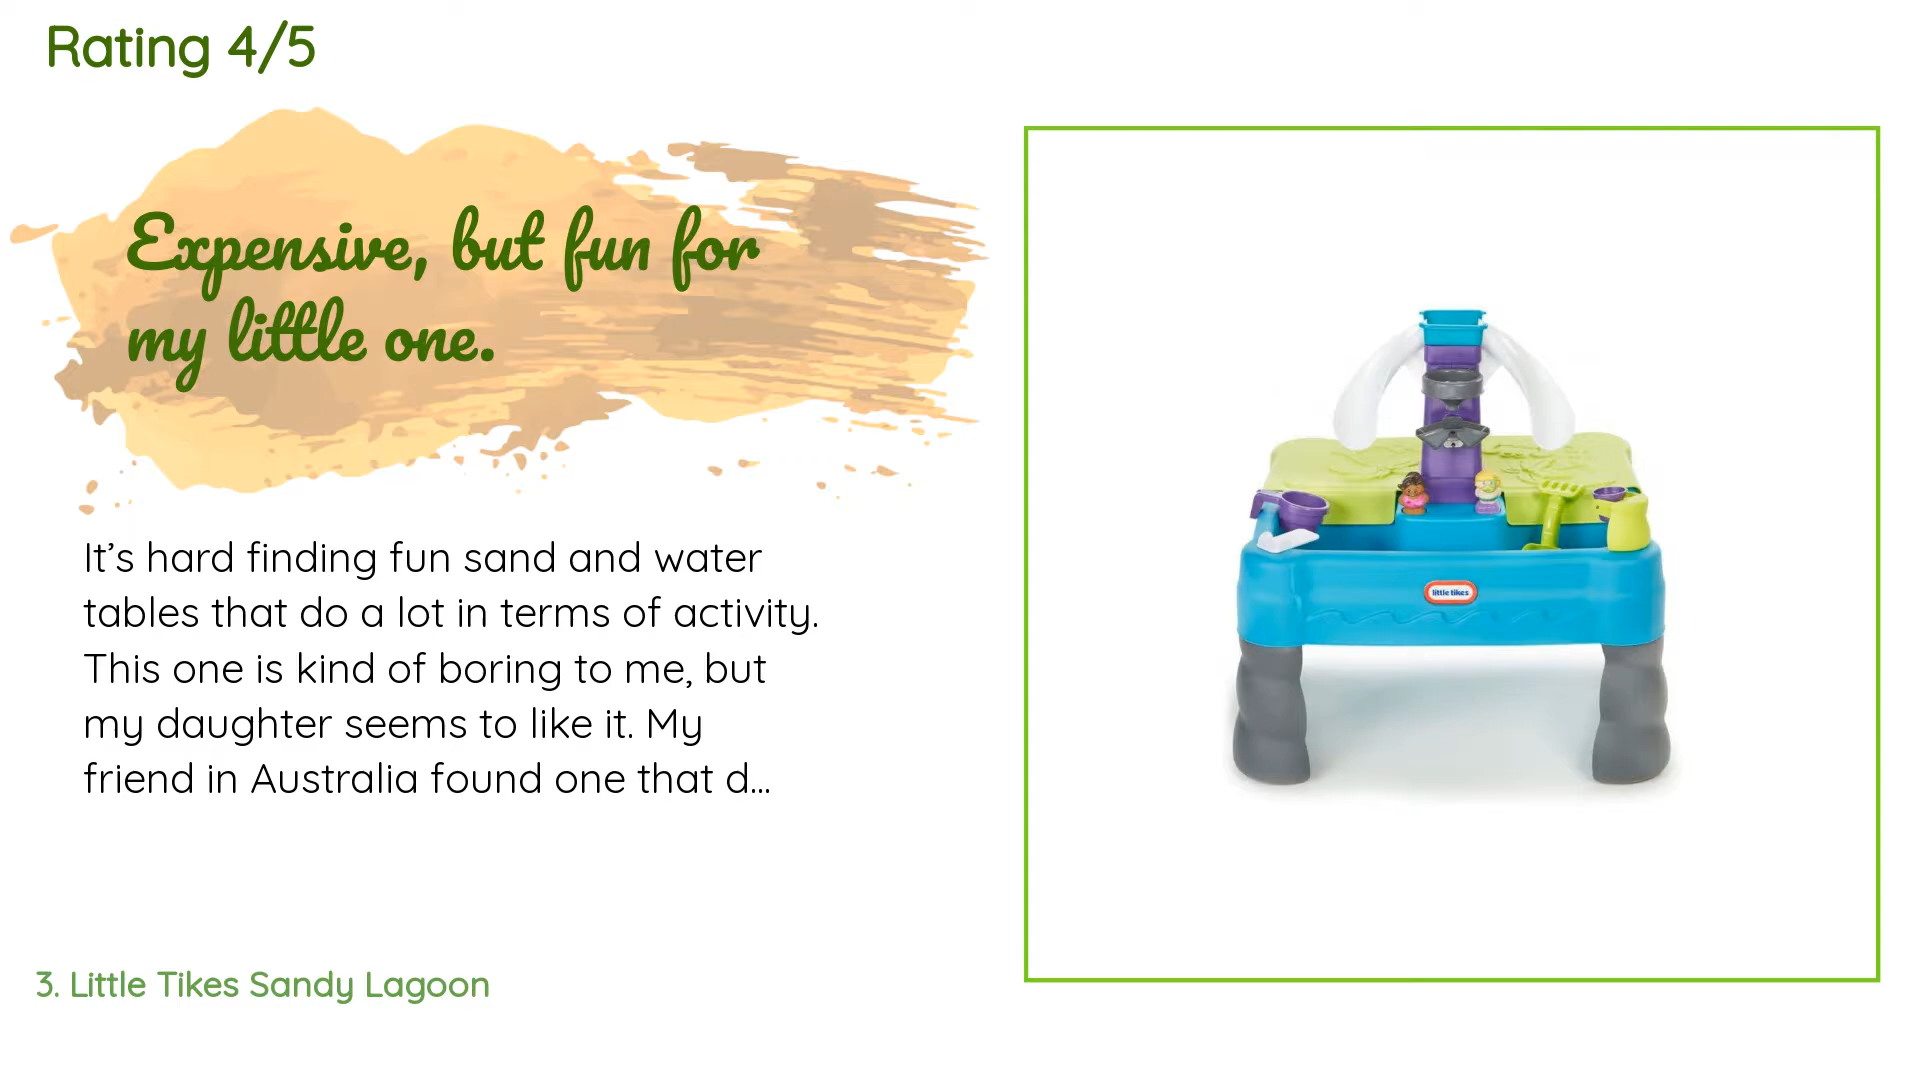 Rating 4/5
Expensive, but fun for
my little one.
It’s hard finding fun sand and water
tables that do a lot in terms of activity.
This one is kind of boring to me, but
my daughter seems to like it. My
friend in Australia found one that d...
little tikes
3. Little Tikes Sandy Lagoon